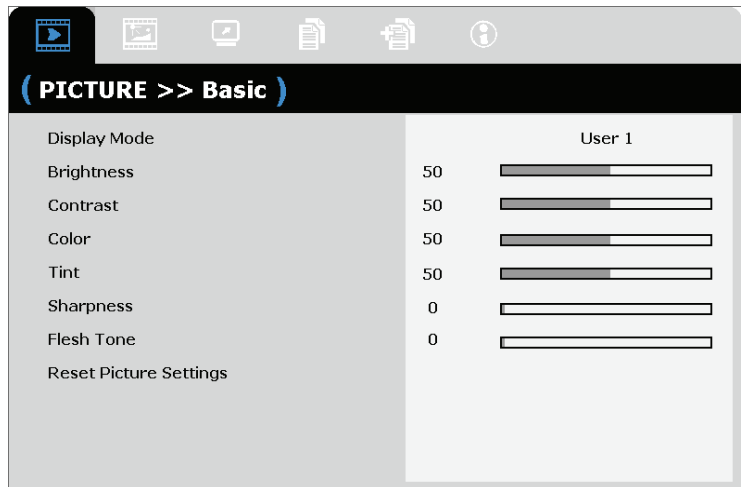 ( PICTURE >> Basic )
Display Mode User 1
Brightness 50
Contrast 50
Color 50
Tint 50
Sharpness 0
Flesh Tone 0
Reset Picture Settings